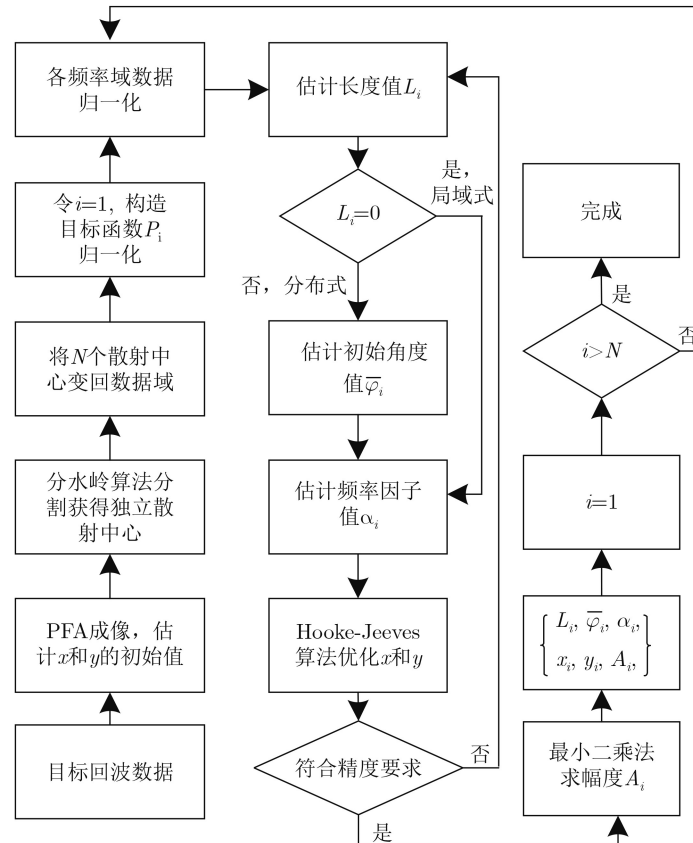 各频率域数据
归一化
令i=1, 构造
目标函数P_i
归一化
将N个散射中
心变回数据域
分水岭算法分
割获得独立散
射中心
PFA成像，估
计x和y的初始值
目标回波数据
估计长度值L_i
L_i=0
是，
局域式
否，分布式
估计初始角度
值φ̅_i
估计频率因子
值α_i
Hooke-Jeeves
算法优化x和y
符合精度要求
否
是
完成
是
i>N
否
i=1
L_i, φ̅_i, α_i,
x_i, y_i, A_i,
最小二乘法
求幅度A_i